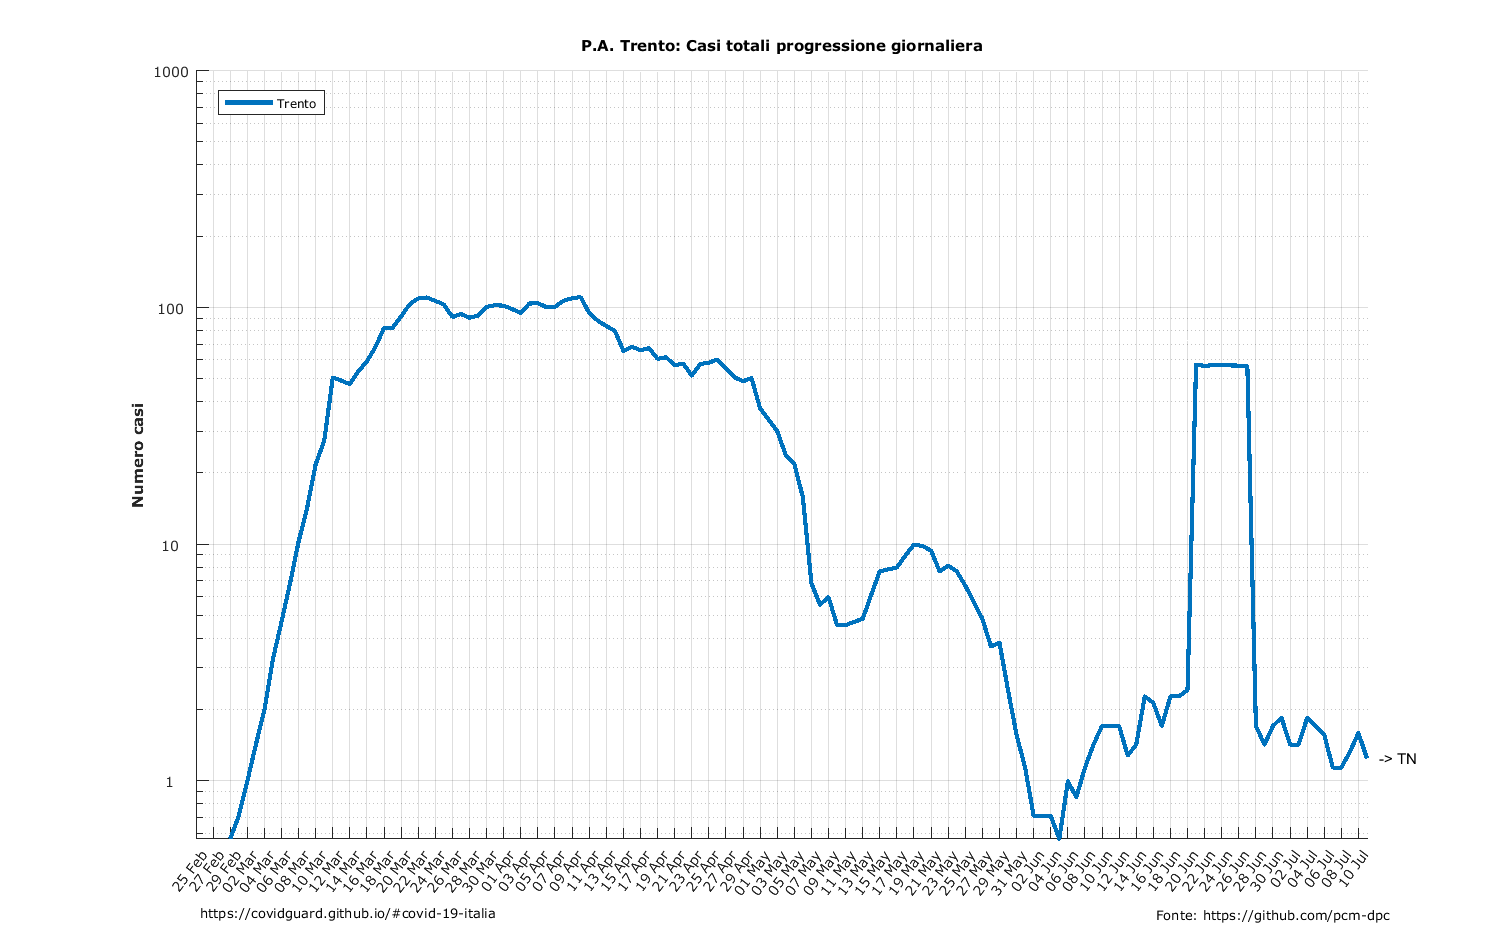 P.A. Trento: Casi totali progressione giornaliera
1000
Trento
100
Numero casi
10
1
-> TN
25 Feb
27 Feb
29 Feb
02 Mar
04 Mar
06 Mar
08 Mar
10 Mar
12 Mar
14 Mar
16 Mar
18 Mar
20 Mar
22 Mar
24 Mar
26 Mar
28 Mar
30 Mar
01 Apr
03 Apr
05 Apr
07 Apr
09 Apr
11 Apr
13 Apr
15 Apr
17 Apr
19 Apr
21 Apr
23 Apr
25 Apr
27 Apr
29 Apr
01 May
03 May
05 May
07 May
09 May
11 May
13 May
15 May
17 May
19 May
21 May
23 May
25 May
27 May
29 May
31 May
02 Jun
04 Jun
06 Jun
08 Jun
10 Jun
12 Jun
14 Jun
16 Jun
18 Jun
20 Jun
22 Jun
24 Jun
26 Jun
28 Jun
30 Jun
02 Jul
04 Jul
06 Jul
08 Jul
10 Jul
https://covidguard.github.io/#covid-19-italia
Fonte: https://github.com/pcm-dpc